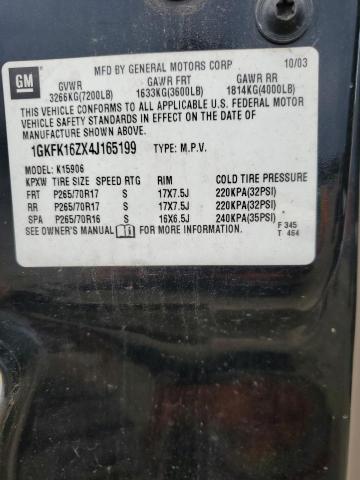 GM
MFD BY GENERAL MOTORS CORP 10/03
GVWR GAWR FRT GAWR RR
3266KG(7200LB) 1633KG(3600LB) 1814KG(4000LB)
THIS VEHICLE CONFORMS TO ALL APPLICABLE U.S. FEDERAL MOTOR
VEHICLE SAFETY AND THEFT PREVENTION
STANDARDS IN EFFECT ON THE DATE OF MANUFACTURE SHOWN ABOVE.
1GKFK16ZX4J165199 TYPE: M.P.V.
MODEL: K15906
KPXW TIRE SIZE SPEED RTG RIM COLD TIRE PRESSURE
FRT P265/70R17 S 17X7.5J 220KPA(32PSI)
RR P265/70R17 S 17X7.5J 220KPA(32PSI)
SPA P265/70R16 S 16X6.5J 240KPA(35PSI)
SEE OWNER'S MANUAL FOR MORE INFORMATION. F 345
T 464